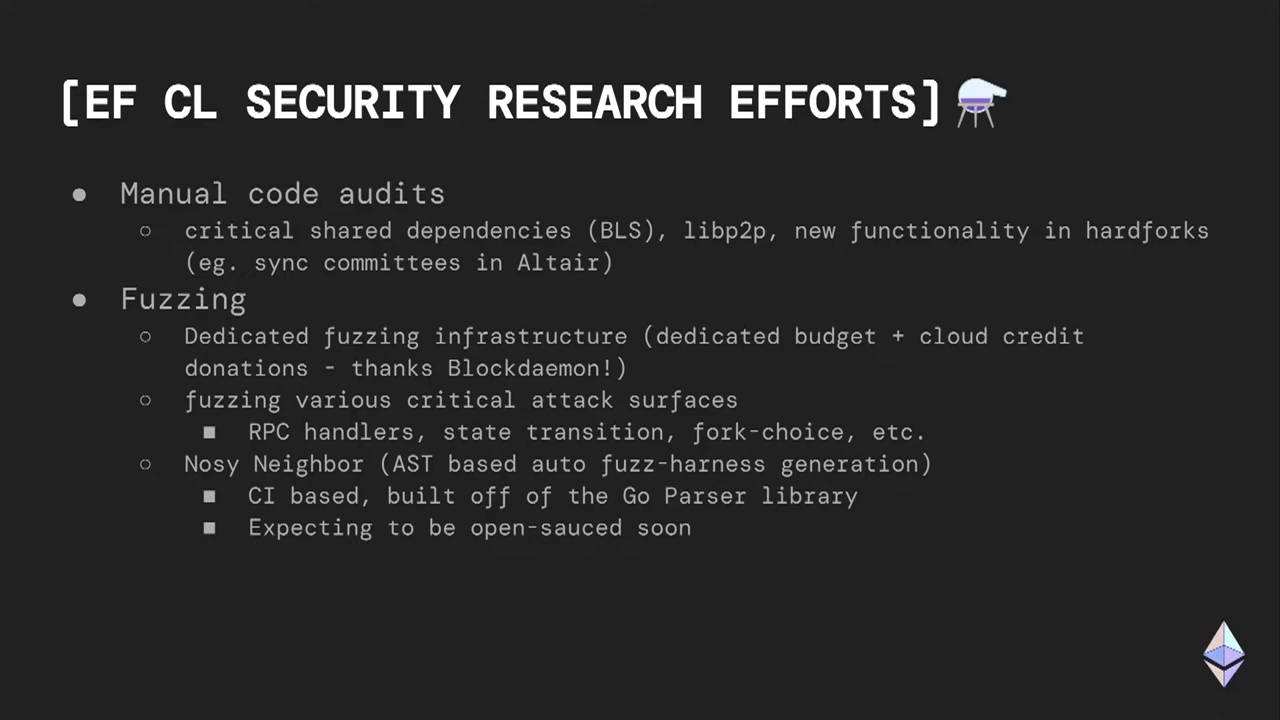 [EF CL SECURITY RESEARCH EFFORTS]
● Manual code audits
○ critical shared dependencies (BLS), libp2p, new functionality in hardforks
(eg. sync committees in Altair)
● Fuzzing
○ Dedicated fuzzing infrastructure (dedicated budget + cloud credit
donations - thanks Blockdaemon!)
○ fuzzing various critical attack surfaces
■ RPC handlers, state transition, fork-choice, etc.
○ Nosy Neighbor (AST based auto fuzz-harness generation)
■ CI based, built off of the Go Parser library
■ Expecting to be open-sauced soon